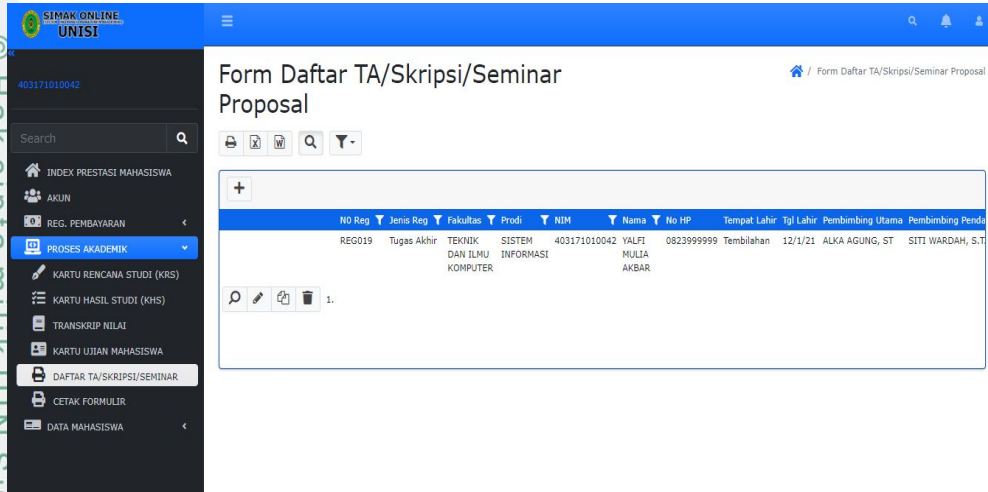 SIMAK ONLINE
UNISI
403171010042
Search
INDEX PRESTASI MAHASISWA
AKUN
REG. PEMBAYARAN
PROSES AKADEMIK
KARTU RENCANA STUDI (KRS)
KARTU HASIL STUDI (KHS)
TRANSKRIP NILAI
KARTU UJIAN MAHASISWA
DAFTAR TA/SKRIPSI/SEMINAR
CETAK FORMULIR
DATA MAHASISWA
Form Daftar TA/Skripsi/Seminar
Proposal
/ Form Daftar TA/Skripsi/Seminar Proposal
N0 Reg Jenis Reg Fakultas Prodi NIM Nama No HP Tempat Lahir Tgl Lahir Pembimbing Utama Pembimbing Penda
REG019 Tugas Akhir TEKNIK SISTEM 403171010042 YALFI 0823999999 Tembilahan 12/1/21 ALKA AGUNG, ST SITI WARDAH, S.T.
DAN ILMU INFORMASI MULIA
KOMPUTER AKBAR
1.